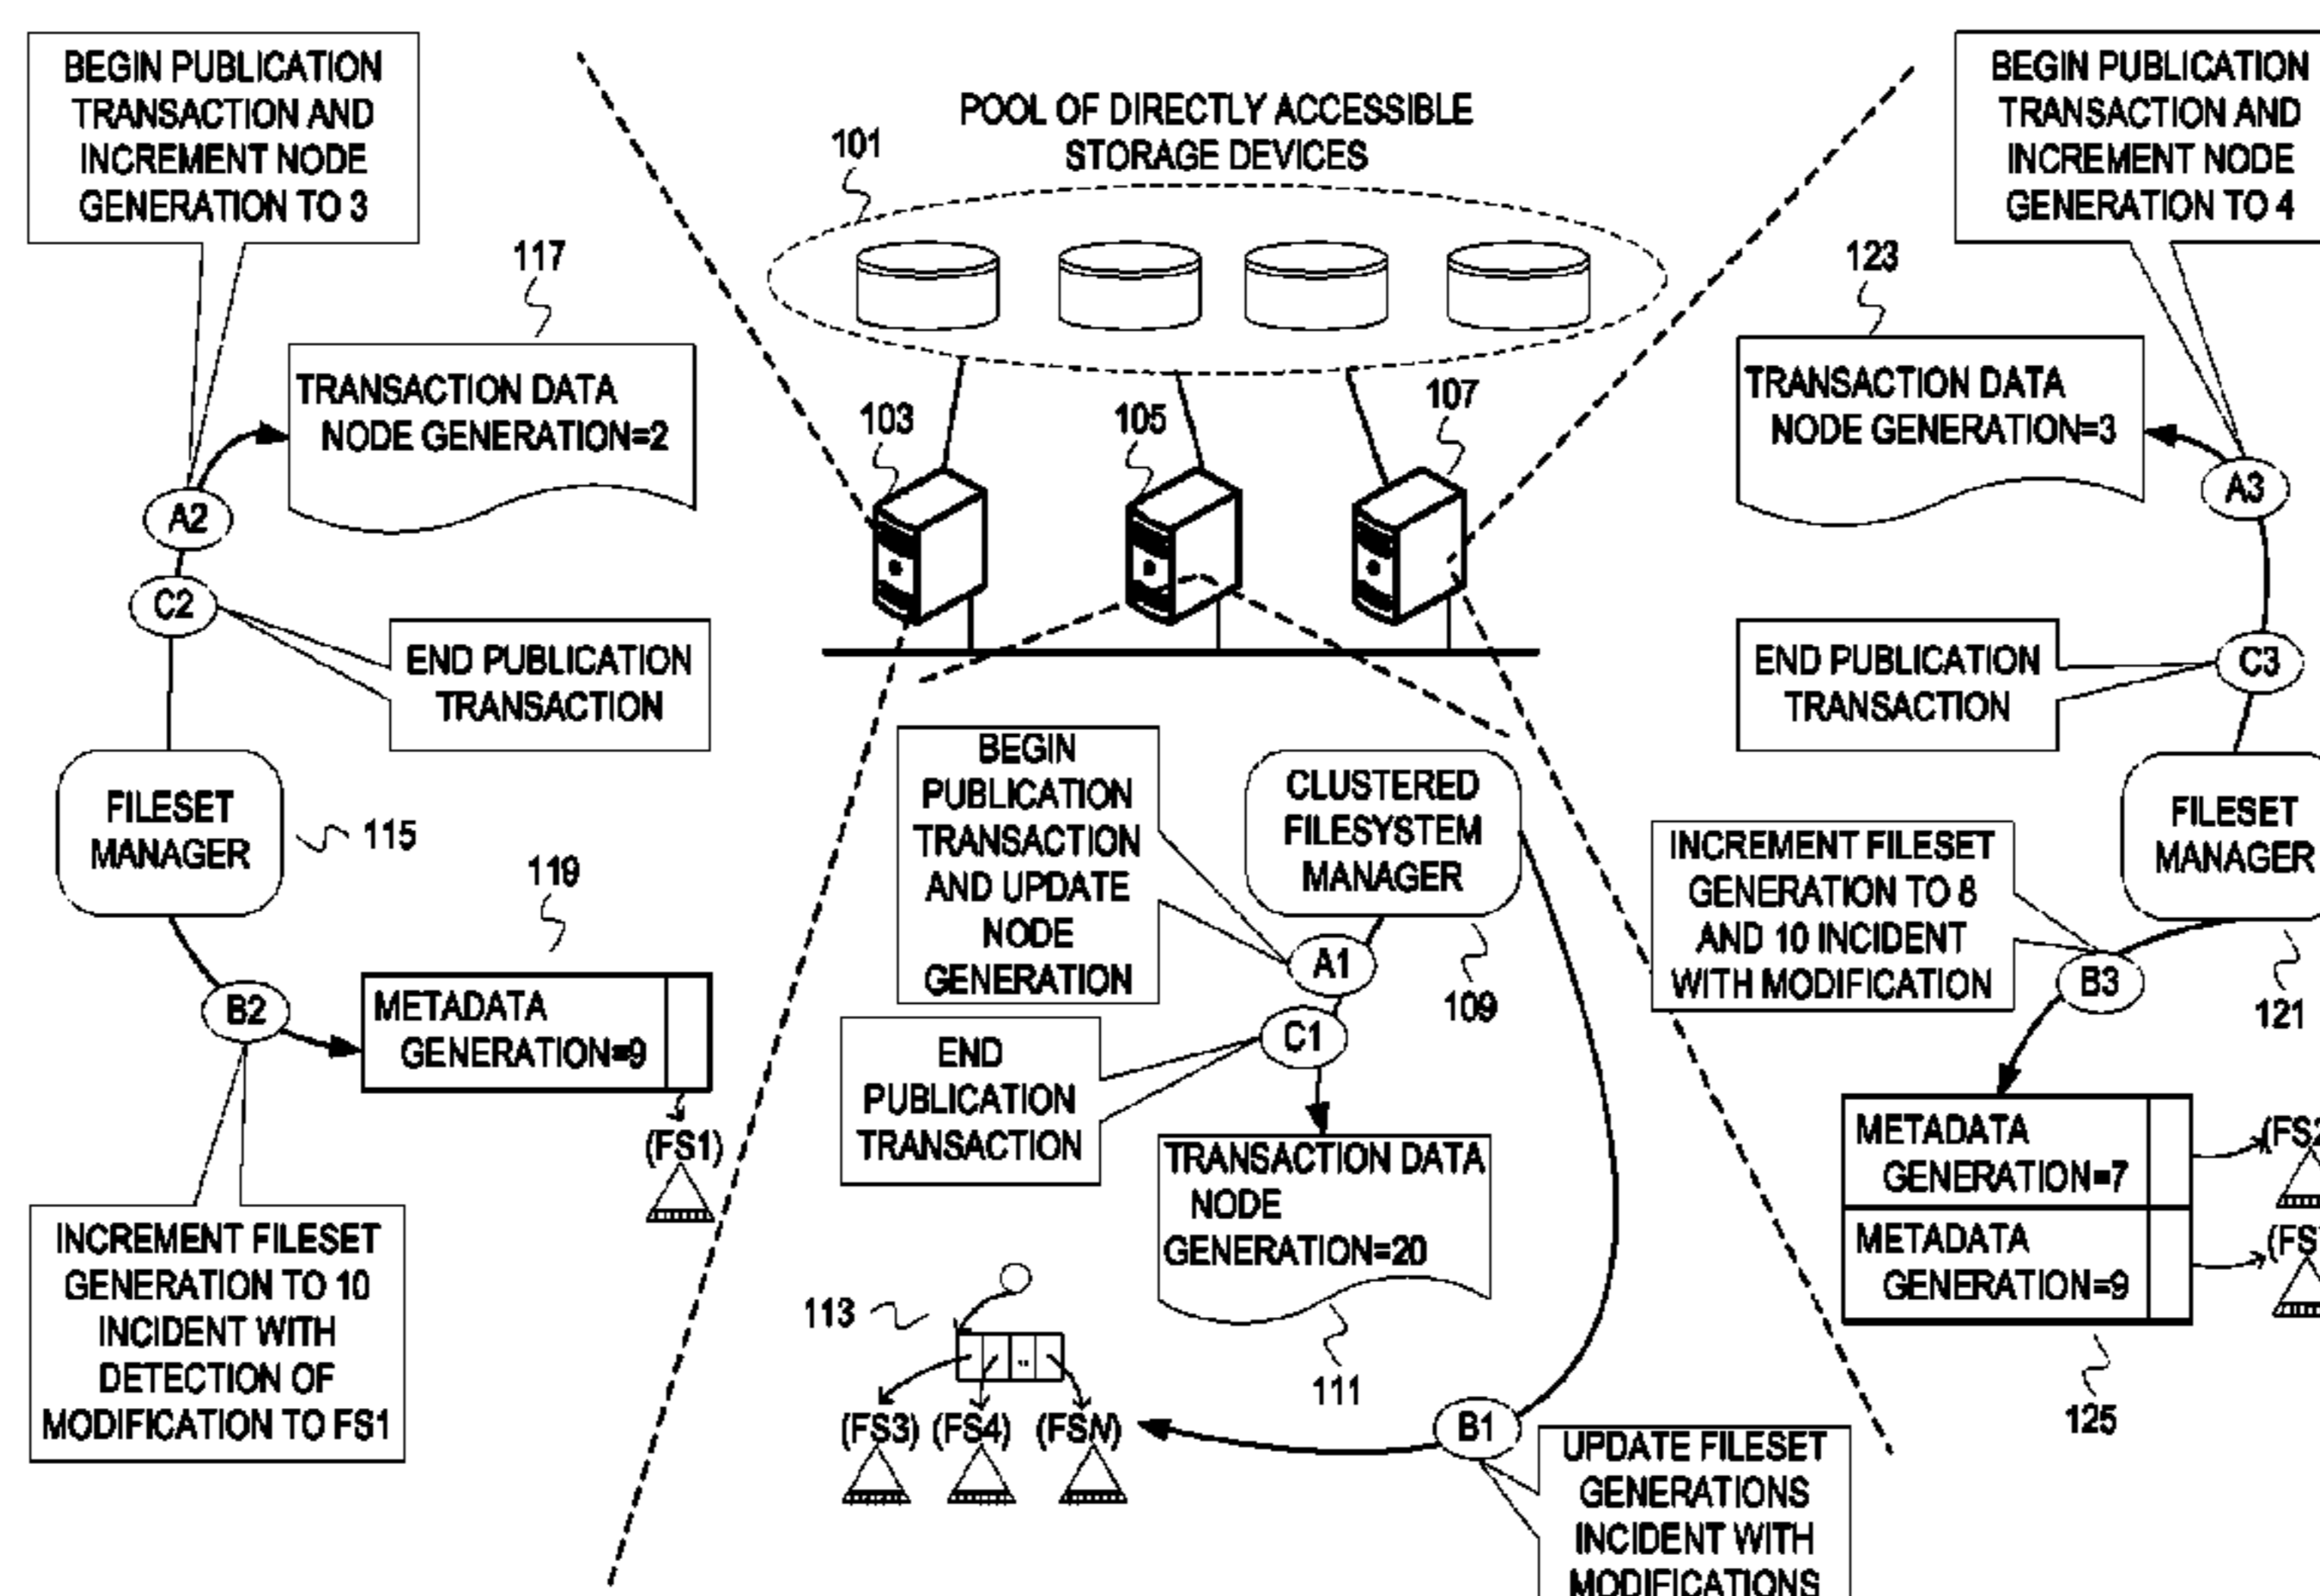 BEGIN PUBLICATION
TRANSACTION AND
INCREMENT NODE
GENERATION TO 3
117
TRANSACTION DATA
NODE GENERATION=2
A2
C2
END PUBLICATION
TRANSACTION
FILESET
MANAGER
115
119
B2
METADATA
GENERATION=9
(FS1)
INCREMENT FILESET
GENERATION TO 10
INCIDENT WITH
DETECTION OF
MODIFICATION TO FS1
POOL OF DIRECTLY ACCESSIBLE
STORAGE DEVICES
101
103
105
107
BEGIN
PUBLICATION
TRANSACTION
AND UPDATE
NODE
GENERATION
CLUSTERED
FILESYSTEM
MANAGER
A1
109
C1
END
PUBLICATION
TRANSACTION
TRANSACTION DATA
NODE
GENERATION=20
111
113
..
(FS3) (FS4) (FSN)
B1
UPDATE FILESET
GENERATIONS
INCIDENT WITH
MODIFICATIONS
BEGIN PUBLICATION
TRANSACTION AND
INCREMENT NODE
GENERATION TO 4
123
TRANSACTION DATA
NODE GENERATION=3
A3
C3
END PUBLICATION
TRANSACTION
FILESET
MANAGER
121
INCREMENT FILESET
GENERATION TO 8
AND 10 INCIDENT
WITH MODIFICATION
B3
METADATA
GENERATION=7
(FS2
METADATA
GENERATION=9
125